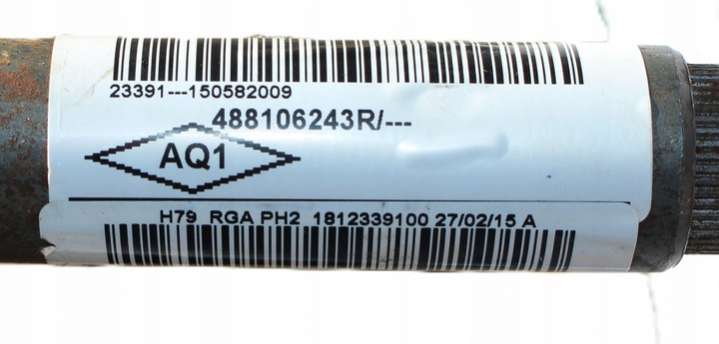 23391---150582009
488106243R/---
AQ1
H79 RGA PH2 1812339100 27/02/15 A